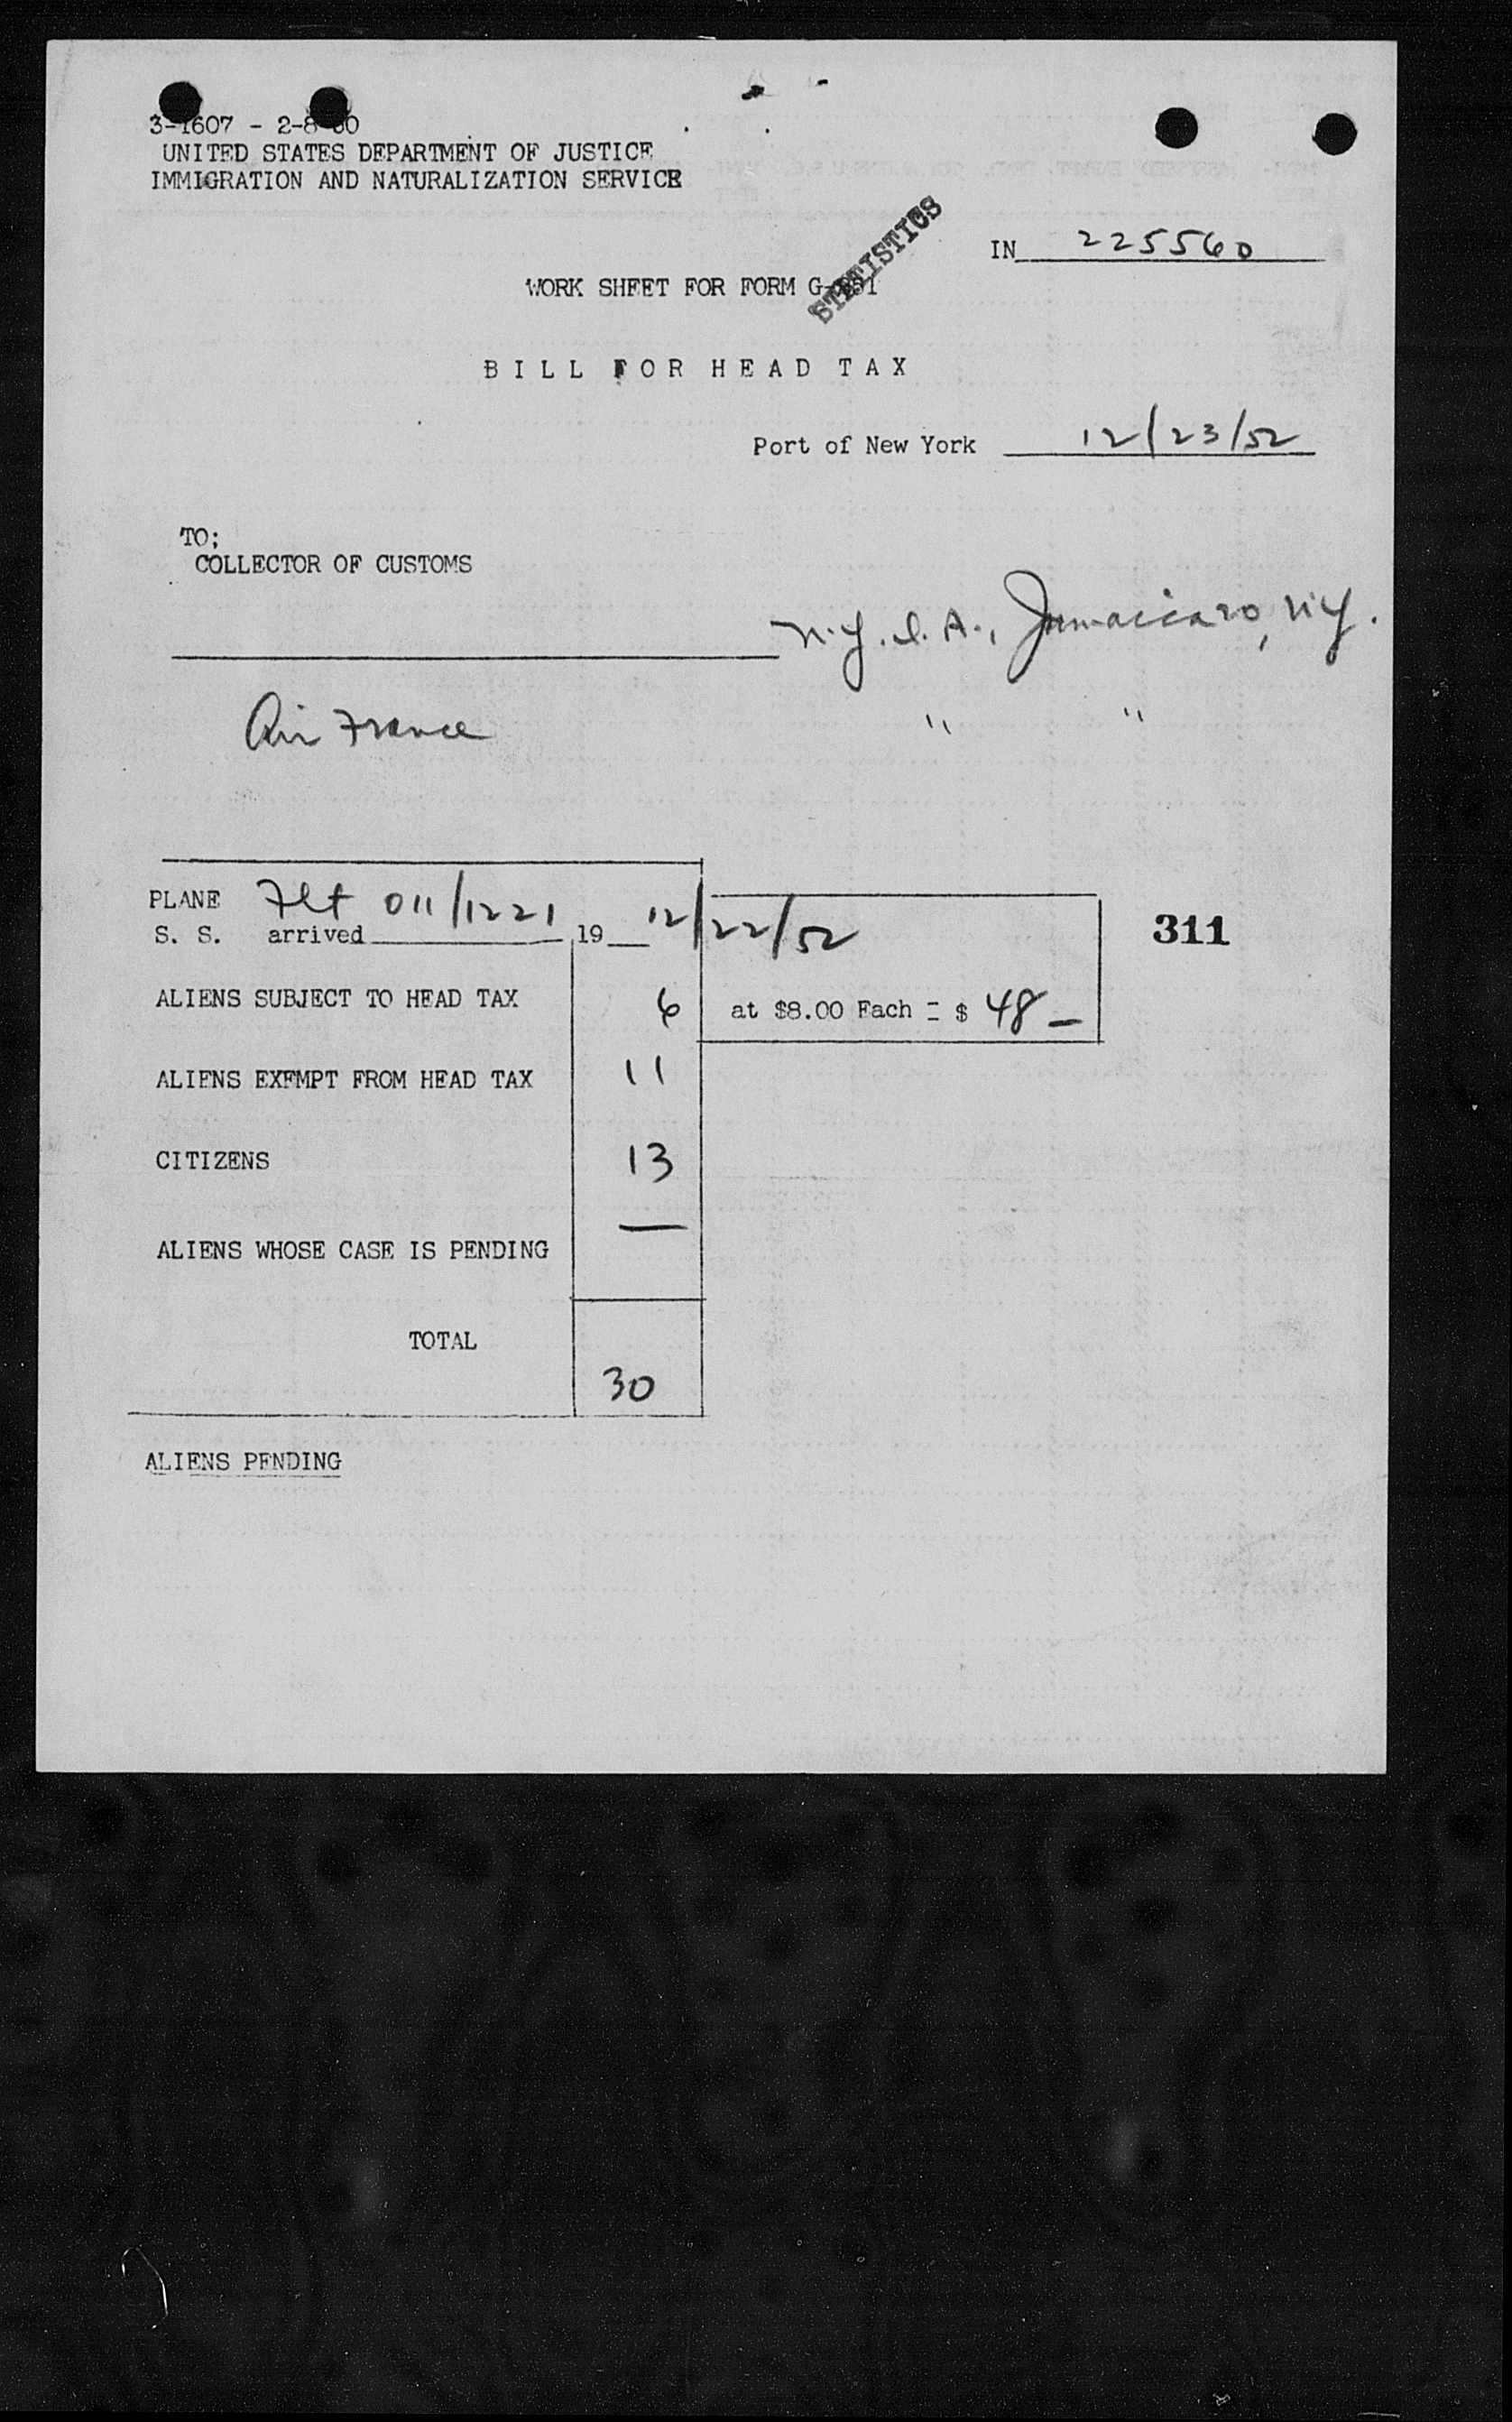 3-1607 - 2-8-50
UNITED STATES DEPARTMENT OF JUSTICE
IMMIGRATION AND NATURALIZATION SERVICE
STATISTICS
IN 225560
WORK SHEET FOR FORM
BILL FOR HEAD TAX
Port of New York 12/23/52
TO;
COLLECTOR OF CUSTOMS
N.Y.I.A., Jamaica 30, N.Y.
Air France " "
PLANE Flt 011/1221
S. S. arrived 19 12/22/52
311
ALIENS SUBJECT TO HEAD TAX 6 at $8.00 Each = $ 48 —
ALIENS EXEMPT FROM HEAD TAX 11
CITIZENS 13
ALIENS WHOSE CASE IS PENDING —
TOTAL
30
ALIENS PENDING